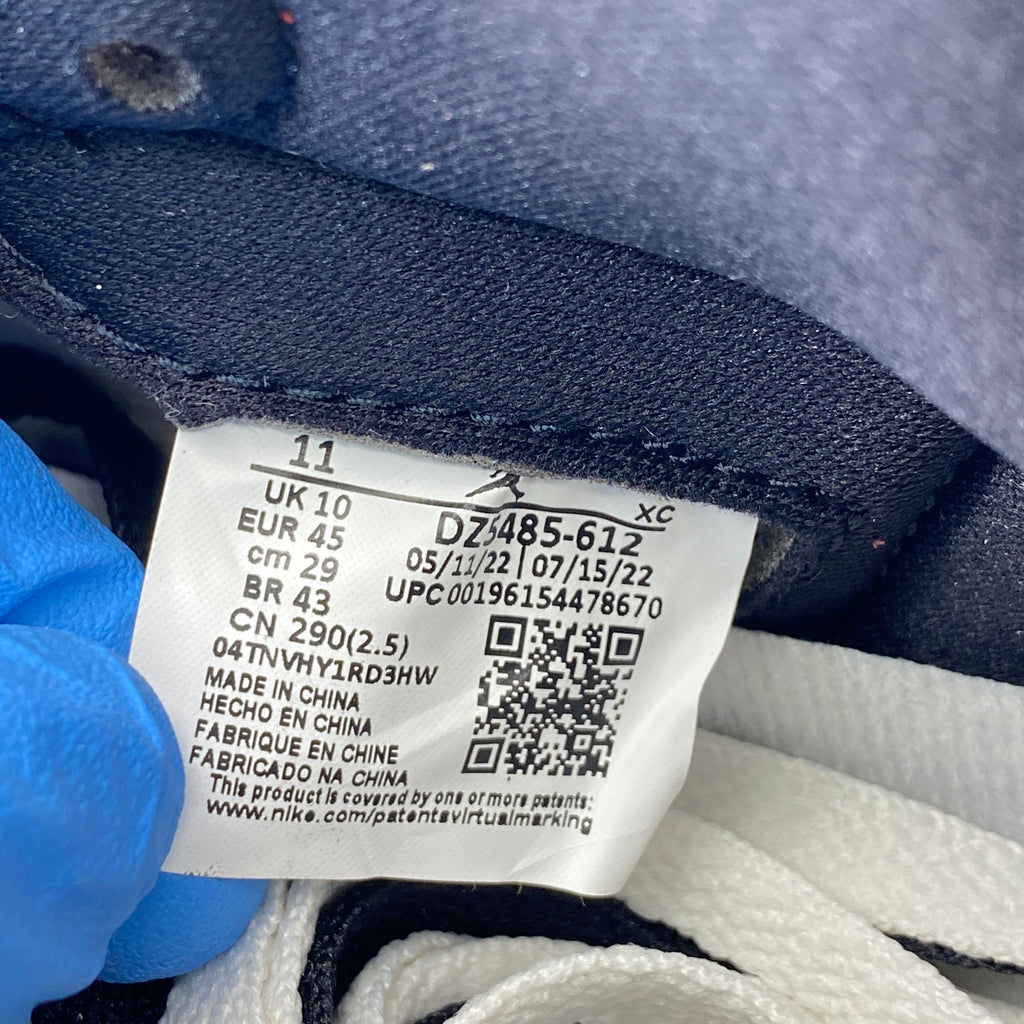 11
UK 10
EUR 45
cm 29
BR 43
CN 290(2.5)
04TNVHY1RD3HW
MADE IN CHINA
HECHO EN CHINA
FABRIQUE EN CHINE
FABRICADO NA CHINA
XC
DZ5485-612
05/11/22 | 07/15/22
UPC 00196154478670
This product is covered by one or more patents:
www.nike.com/patentsvirtualmarking